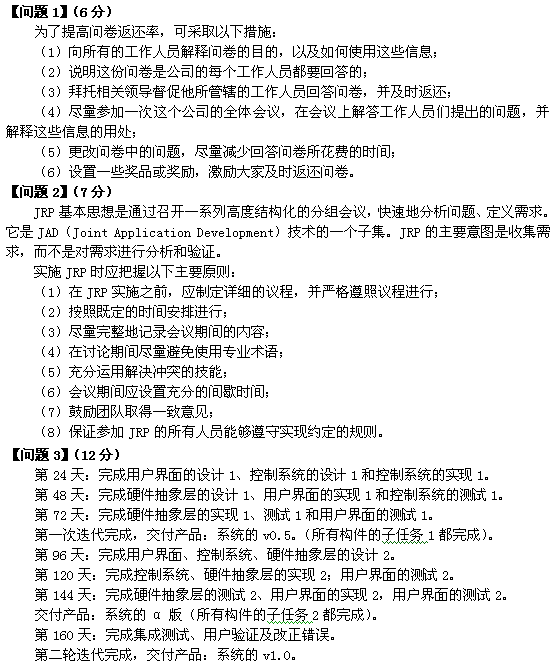 【问题 1】(6 分)
为了提高问卷返还率，可采取以下措施：
（1）向所有的工作人员解释问卷的目的，以及如何使用这些信息；
（2）说明这份问卷是公司的每个工作人员都要回答的；
（3）拜托相关领导督促他所管辖的工作人员回答问卷，并及时返还；
（4）尽量参加一次这个公司的全体会议，在会议上解答工作人员们提出的问题，并
解释这些信息的用处；
（5）更改问卷中的问题，尽量减少回答问卷所花费的时间；
（6）设置一些奖品或奖励，激励大家及时返还问卷。
【问题 2】(7 分)
JRP 基本思想是通过召开一系列高度结构化的分组会议，快速地分析问题、定义需求。
它是 JAD（Joint Application Development）技术的一个子集。JRP 的主要意图是收集需
求，而不是对需求进行分析和验证。
实施 JRP 时应把握以下主要原则：
（1）在 JRP 实施之前，应制定详细的议程，并严格遵照议程进行；
（2）按照既定的时间安排进行；
（3）尽量完整地记录会议期间的内容；
（4）在讨论期间尽量避免使用专业术语；
（5）充分运用解决冲突的技能；
（6）会议期间应设置充分的间歇时间；
（7）鼓励团队取得一致意见；
（8）保证参加 JRP 的所有人员能够遵守实现约定的规则。
【问题 3】(12 分)
第 24 天：完成用户界面的设计 1、控制系统的设计 1 和控制系统的实现 1。
第 48 天：完成硬件抽象层的设计 1、用户界面的实现 1 和控制系统的测试 1。
第 72 天：完成硬件抽象层的实现 1、测试 1 和用户界面的测试 1。
第一次迭代完成，交付产品：系统的 v0.5。（所有构件的子任务 1 都完成）。
第 96 天：完成用户界面、控制系统、硬件抽象层的设计 2。
第 120 天：完成控制系统、硬件抽象层的实现 2；用户界面的测试 2。
第 144 天：完成硬件抽象层的测试 2、用户界面的实现 2，用户界面的测试 2。
交付产品：系统的 α 版（所有构件的子任务 2 都完成）。
第 160 天：完成集成测试、用户验证及改正错误。
第二轮迭代完成，交付产品：系统的 v1.0。